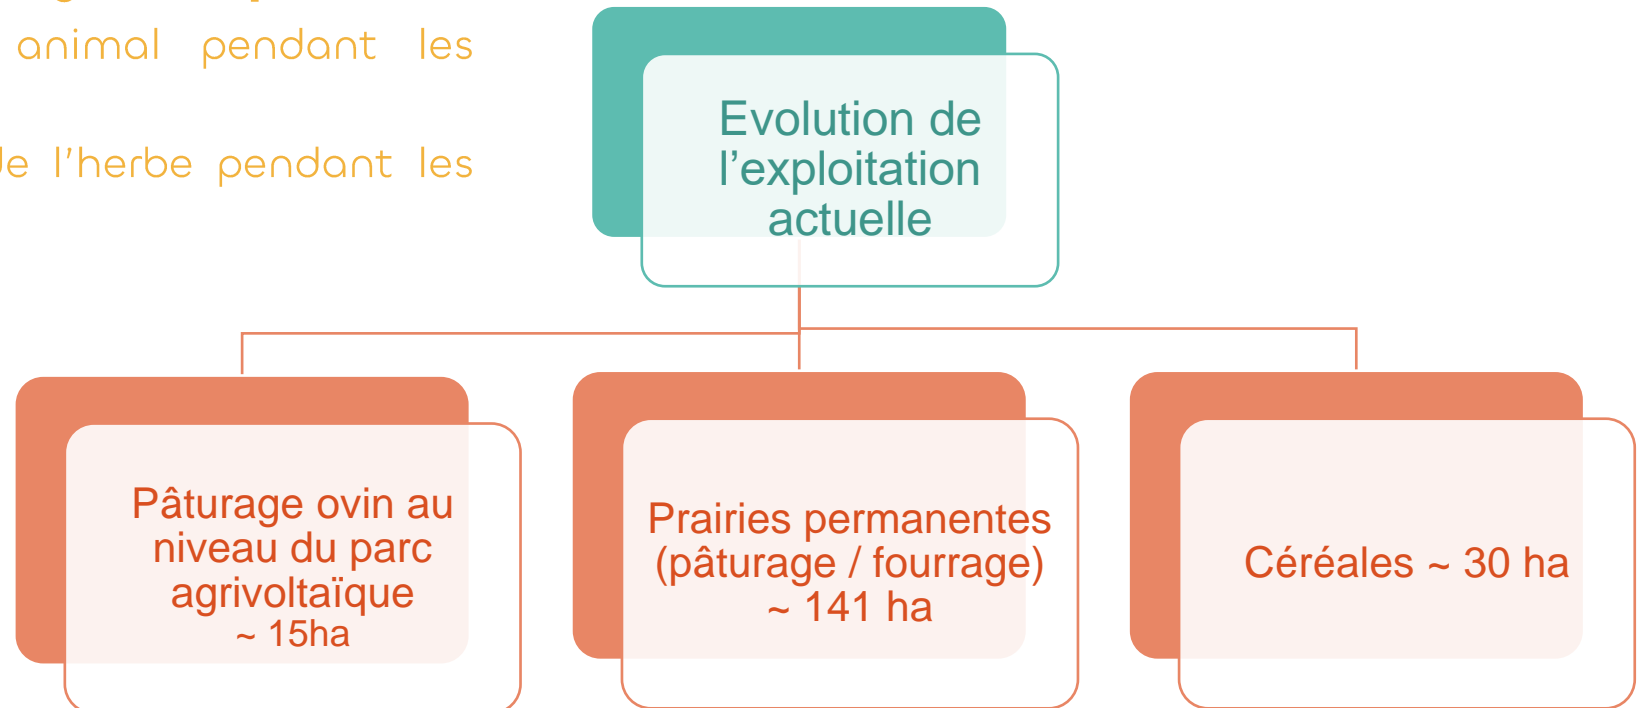 animal pendant les
de l'herbe pendant les
Evolution de
l'exploitation
actuelle
Pâturage ovin au
niveau du parc
agrivoltaïque
~ 15ha
Prairies permanentes
(pâturage / fourrage)
~ 141 ha
Céréales ~ 30 ha